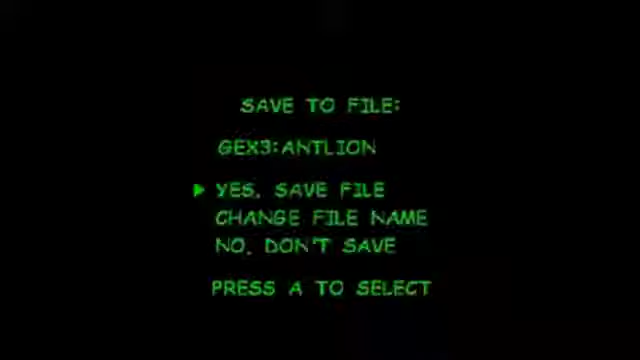 SAVE TO FILE:
GEX3:ANTLION
YES, SAVE FILE
CHANGE FILE NAME
NO, DON'T SAVE
PRESS A TO SELECT